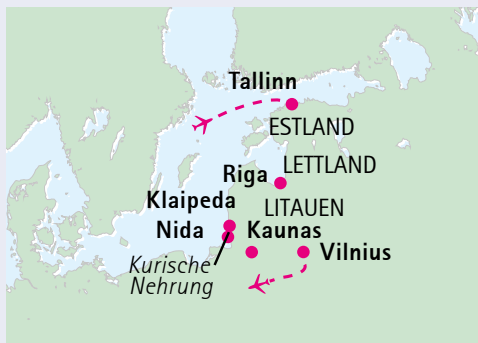 Tallinn
ESTLAND
LETTLAND
Riga
Klaipeda
LITAUEN
Nida
Kaunas
Vilnius
Kurische
Nehrung